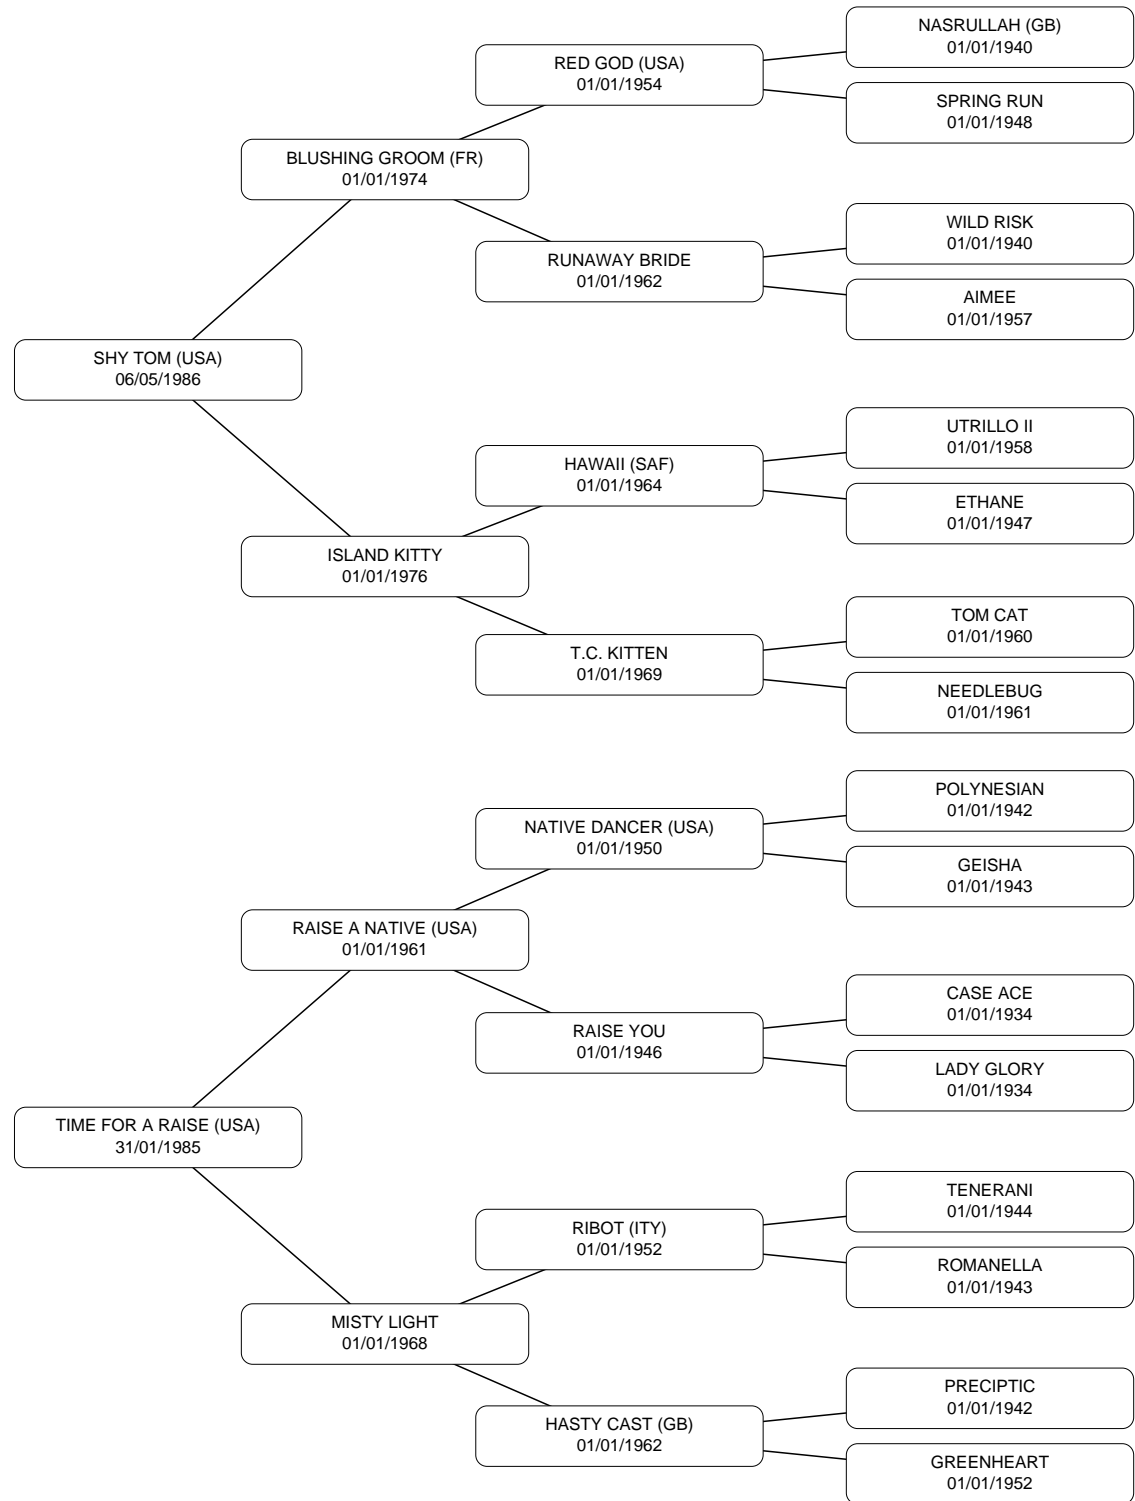 NASRULLAH (GB)
01/01/1940
RED GOD (USA)
01/01/1954
SPRING RUN
01/01/1948
BLUSHING GROOM (FR)
01/01/1974
WILD RISK
01/01/1940
RUNAWAY BRIDE
01/01/1962
AIMEE
01/01/1957
SHY TOM (USA)
06/05/1986
UTRILLO II
01/01/1958
HAWAII (SAF)
01/01/1964
ETHANE
01/01/1947
ISLAND KITTY
01/01/1976
TOM CAT
01/01/1960
T.C. KITTEN
01/01/1969
NEEDLEBUG
01/01/1961
POLYNESIAN
01/01/1942
NATIVE DANCER (USA)
01/01/1950
GEISHA
01/01/1943
RAISE A NATIVE (USA)
01/01/1961
CASE ACE
01/01/1934
RAISE YOU
01/01/1946
LADY GLORY
01/01/1934
TIME FOR A RAISE (USA)
31/01/1985
TENERANI
01/01/1944
RIBOT (ITY)
01/01/1952
ROMANELLA
01/01/1943
MISTY LIGHT
01/01/1968
PRECIPTIC
01/01/1942
HASTY CAST (GB)
01/01/1962
GREENHEART
01/01/1952